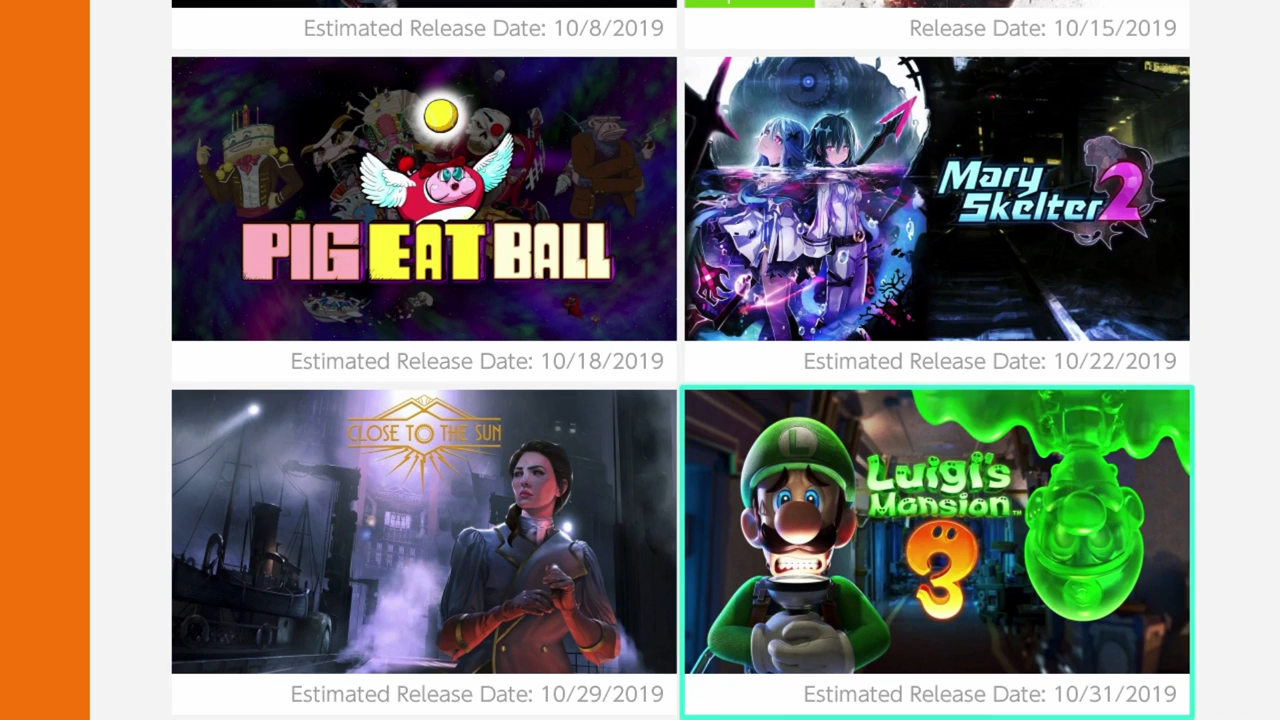 Estimated Release Date: 10/8/2019
Release Date: 10/15/2019
PIG EAT BALL
Mary
Skelter 2
TM
Estimated Release Date: 10/18/2019
Estimated Release Date: 10/22/2019
CLOSE TO THE SUN
L
Luigi's
Mansion
TM
3
Estimated Release Date: 10/29/2019
Estimated Release Date: 10/31/2019